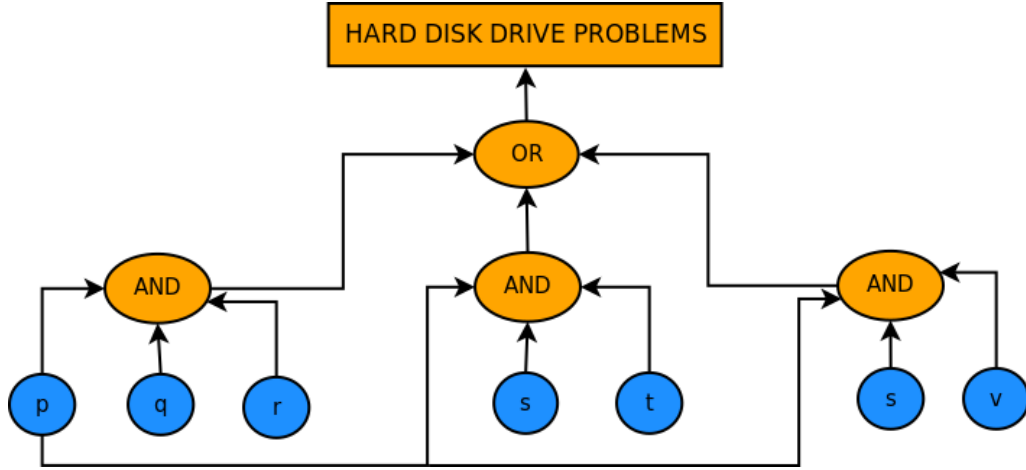 HARD DISK DRIVE PROBLEMS
OR
AND
AND
AND
p
q
r
s
t
s
v